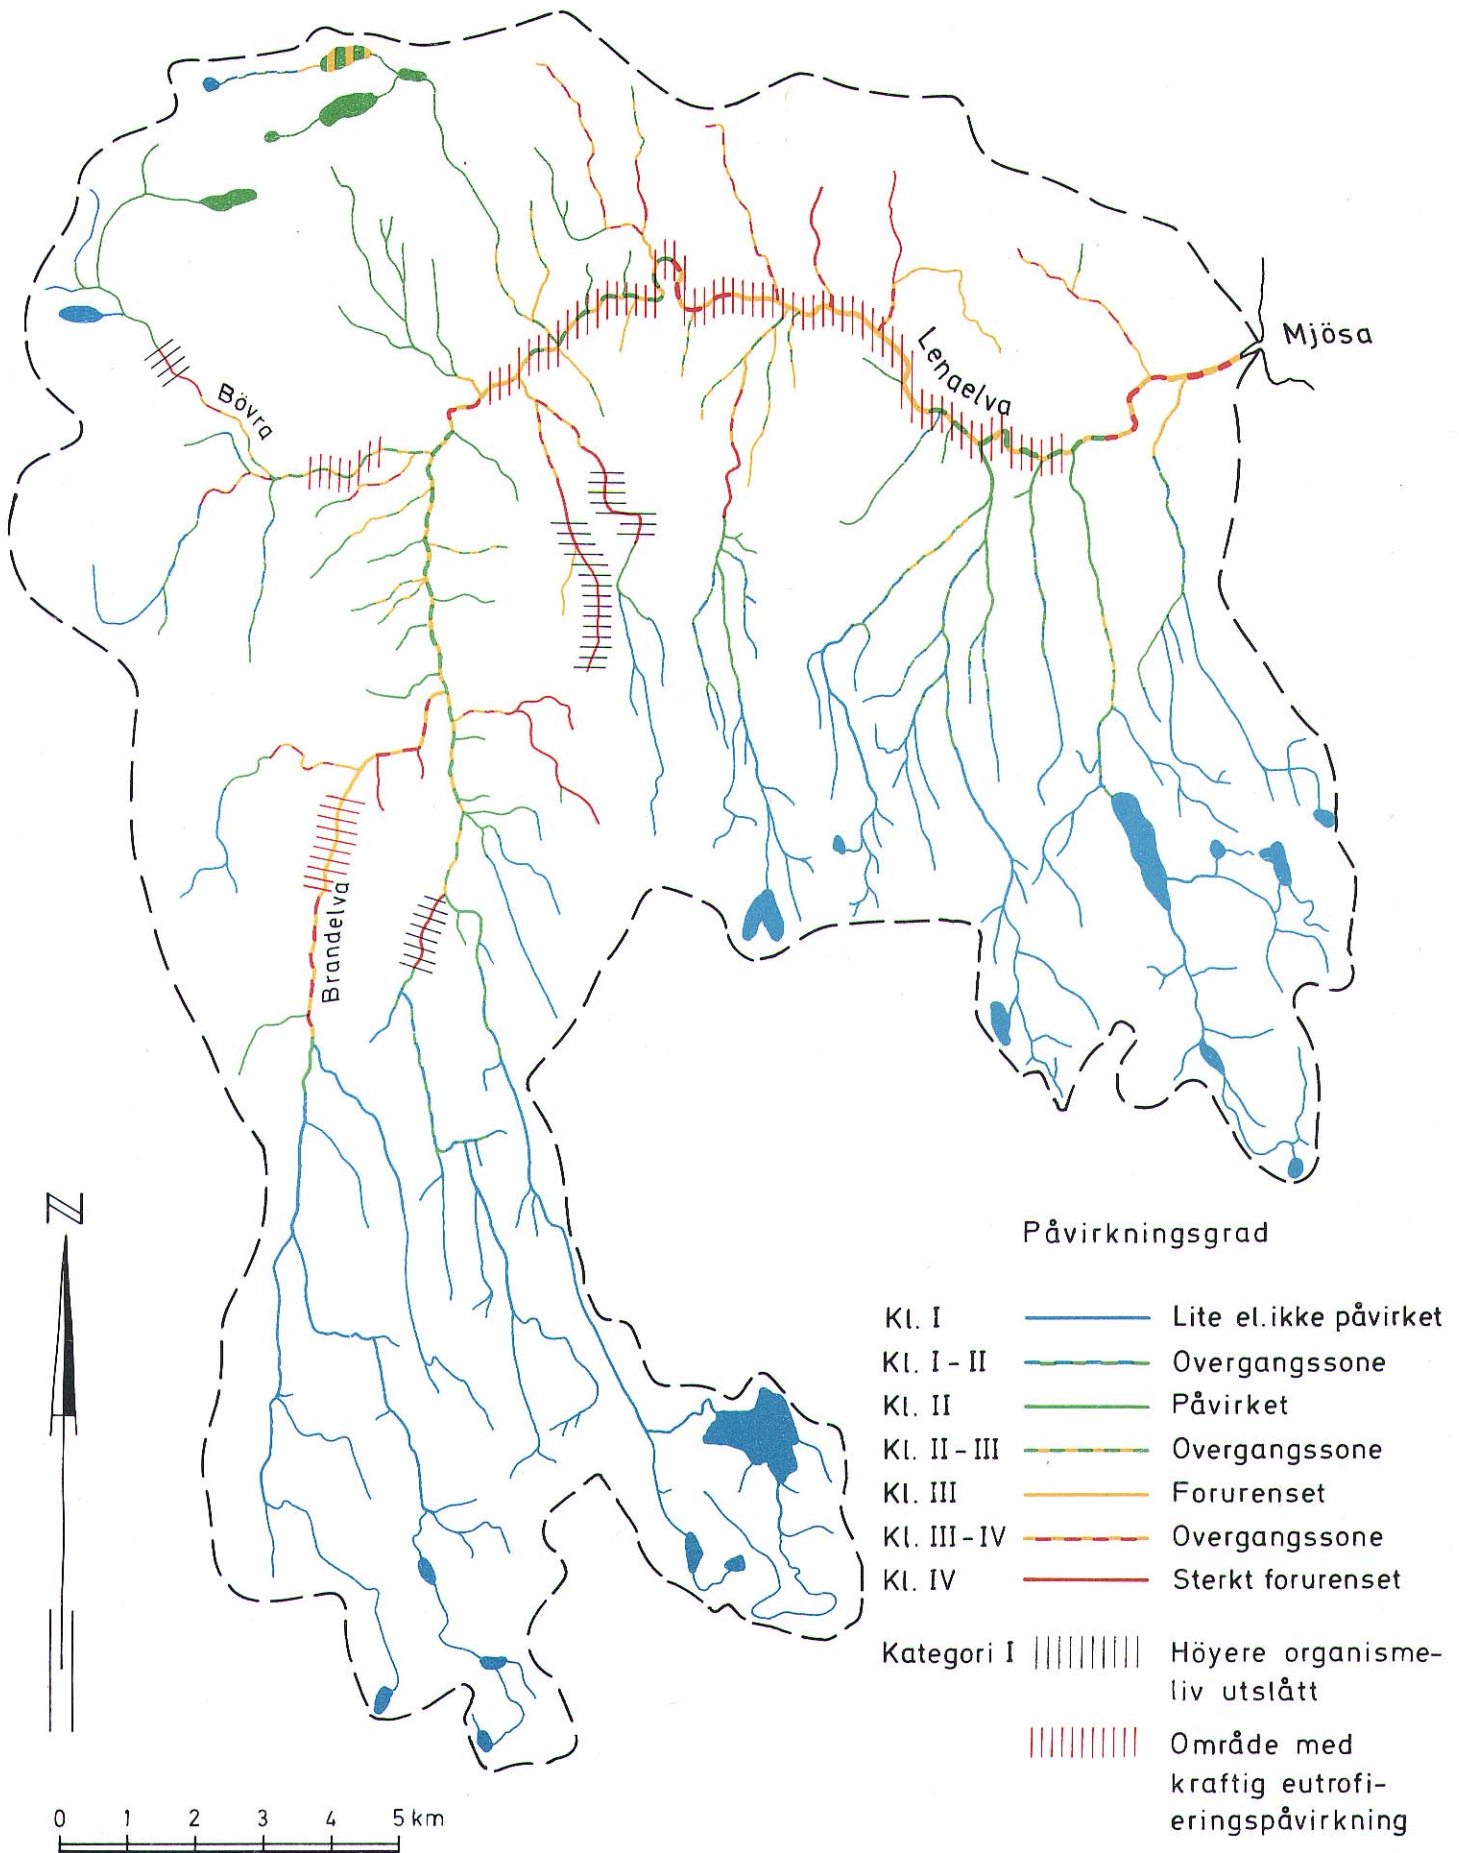 Mjösa
Lenaelva
Bövra
Brandelva
N
Påvirkningsgrad
Kl. I Lite el. ikke påvirket
Kl. I - II Overgangssone
Kl. II Påvirket
Kl. II - III Overgangssone
Kl. III Forurenset
Kl. III - IV Overgangssone
Kl. IV Sterkt forurenset
Kategori I Höyere organisme-
liv utslått
Område med
kraftig eutrofi-
eringspåvirkning
0 1 2 3 4 5 km